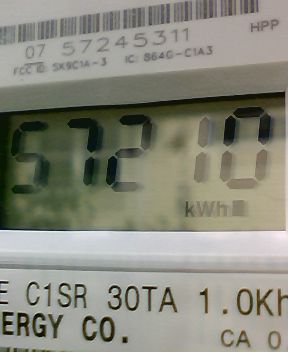 HPP
07 57245311
FCC ID: SK9C1A-3 IC: 864G-C1A3
57210
kWh
E C1SR 30TA 1.0Kh
ERGY CO. CA 0